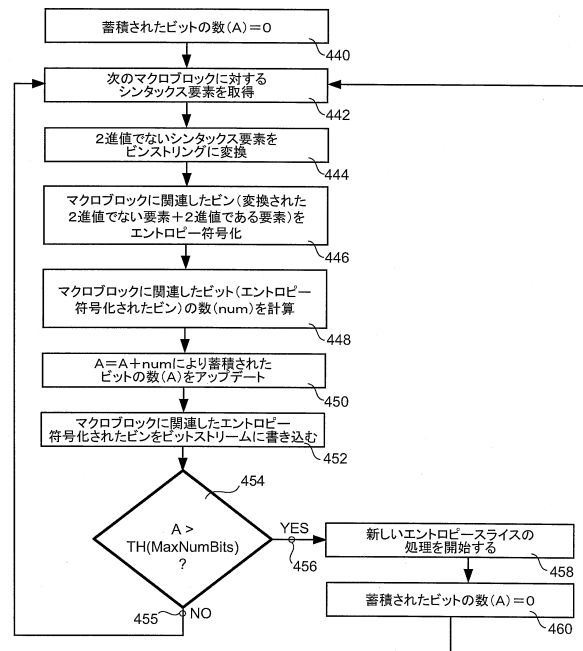 蓄積されたビットの数(A)=0
440
次のマクロブロックに対する
シンタックス要素を取得
442
2進値でないシンタックス要素を
ビンストリングに変換
444
マクロブロックに関連したビン(変換された
2進値でない要素+2進値である要素)を
エントロピー符号化
446
マクロブロックに関連したビット(エントロピー
符号化されたビン)の数(num)を計算
448
A=A+numにより蓄積された
ビットの数(A)をアップデート
450
マクロブロックに関連したエントロピー
符号化されたビンをビットストリームに書き込む
452
454
A >
TH(MaxNumBits)
?
YES
456
455
NO
新しいエントロピースライスの
処理を開始する
458
蓄積されたビットの数(A)=0
460